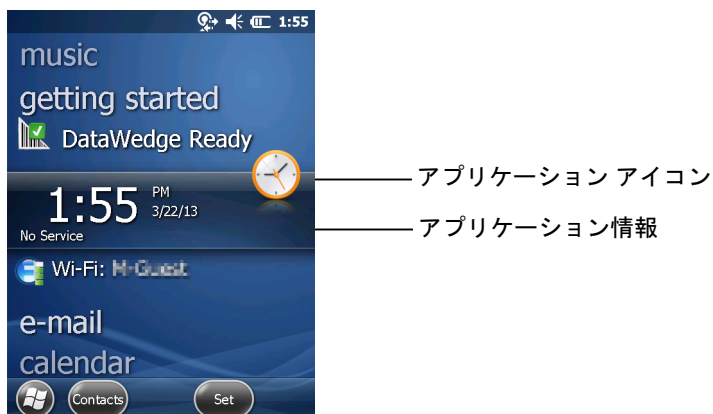 1:55
music
getting started
DataWedge Ready
1:55 PM
3/22/13
No Service
Wi-Fi:
e-mail
calendar
Contacts
Set
アプリケーション アイコン
アプリケーション情報